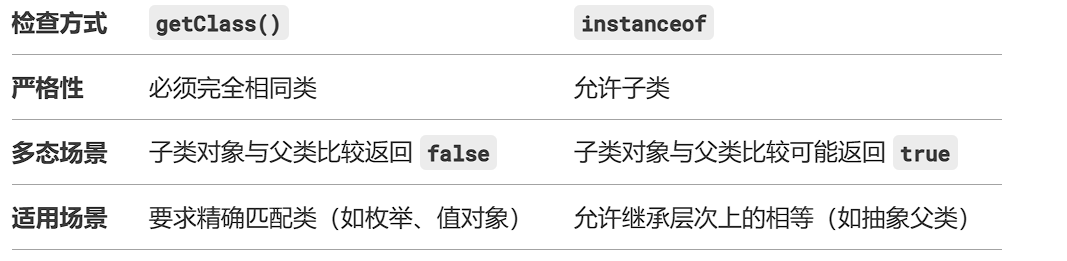 检查方式 getClass() instanceof
严格性 必须完全相同类 允许子类
多态场景 子类对象与父类比较返回 false 子类对象与父类比较可能返回 true
适用场景 要求精确匹配类（如枚举、值对象） 允许继承层次上的相等（如抽象父类）